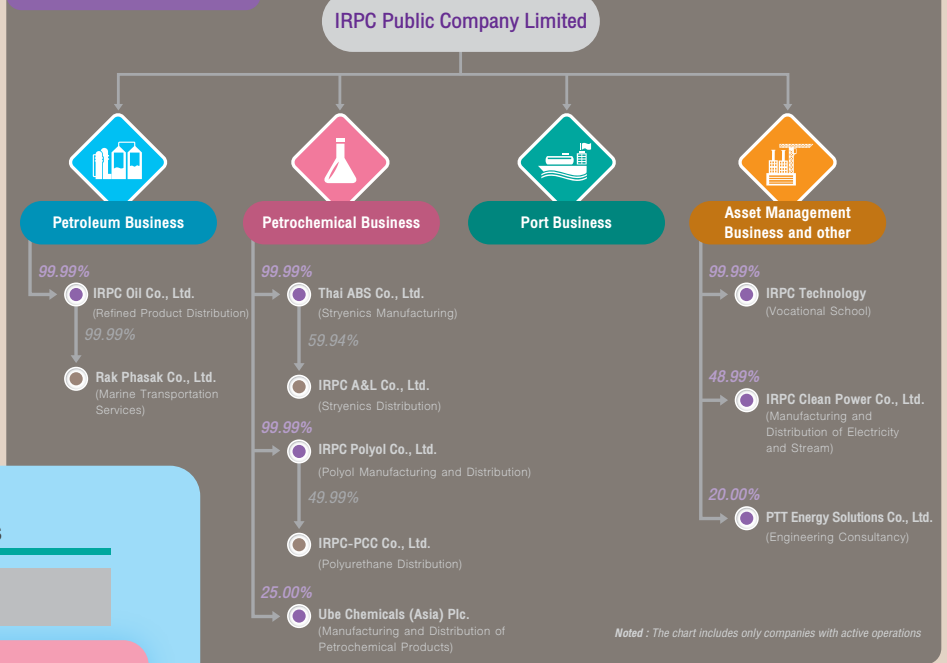 IRPC Public Company Limited
Petroleum Business
99.99%
IRPC Oil Co., Ltd.
(Refined Product Distribution)
99.99%
Rak Phasak Co., Ltd.
(Marine Transportation
Services)
Petrochemical Business
99.99%
Thai ABS Co., Ltd.
(Stryenics Manufacturing)
59.94%
IRPC A&L Co., Ltd.
(Stryenics Distribution)
99.99%
IRPC Polyol Co., Ltd.
(Polyol Manufacturing and Distribution)
49.99%
IRPC-PCC Co., Ltd.
(Polyurethane Distribution)
25.00%
Ube Chemicals (Asia) Plc.
(Manufacturing and Distribution of
Petrochemical Products)
Port Business
Asset Management
Business and other
99.99%
IRPC Technology
(Vocational School)
48.99%
IRPC Clean Power Co., Ltd.
(Manufacturing and
Distribution of Electricity
and Stream)
20.00%
PTT Energy Solutions Co., Ltd.
(Engineering Consultancy)
Noted : The chart includes only companies with active operations